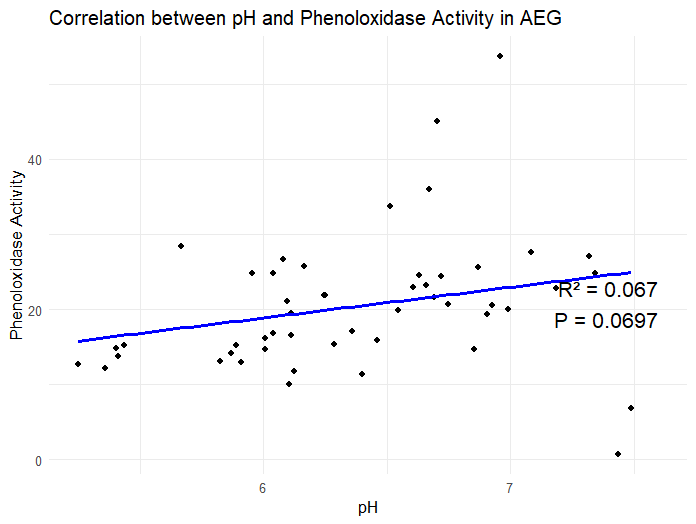 Correlation between pH and Phenoloxidase Activity in AEG
Phenoloxidase Activity
40
20
0
R² = 0.067
P = 0.0697
6
7
pH